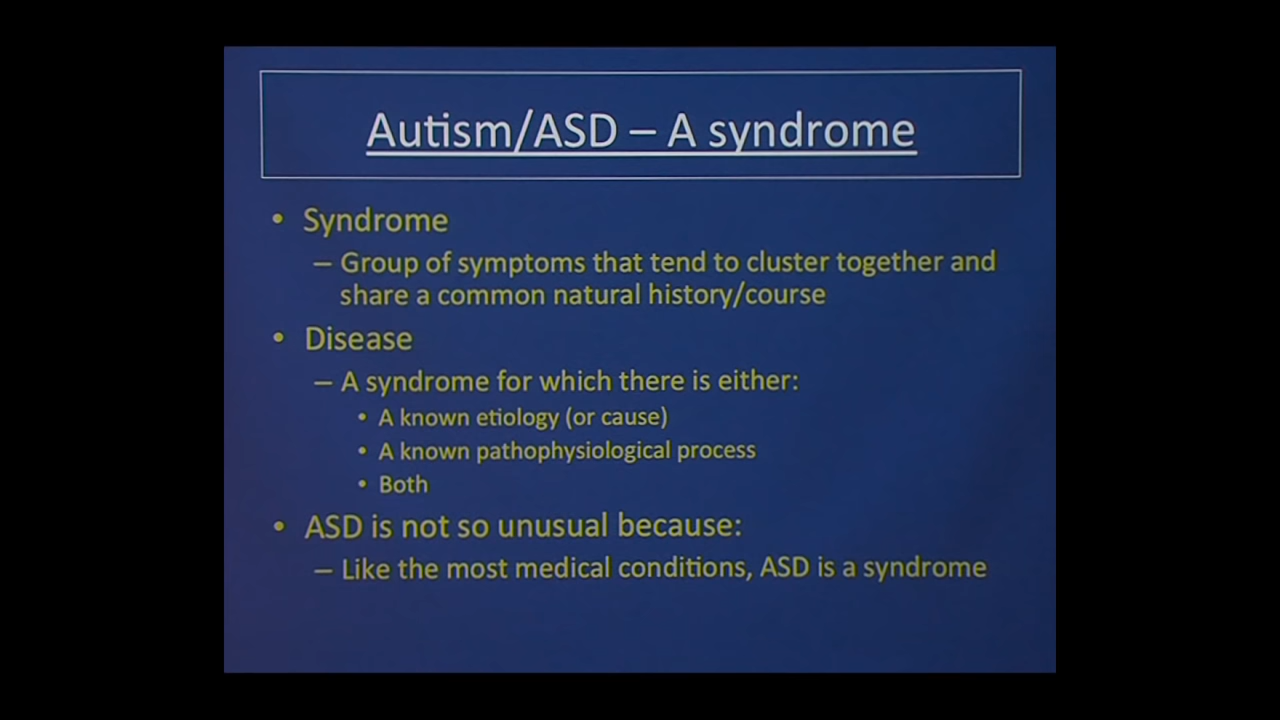 Autism/ASD – A syndrome
• Syndrome
– Group of symptoms that tend to cluster together and
share a common natural history/course
• Disease
– A syndrome for which there is either:
• A known etiology (or cause)
• A known pathophysiological process
• Both
• ASD is not so unusual because:
– Like the most medical conditions, ASD is a syndrome